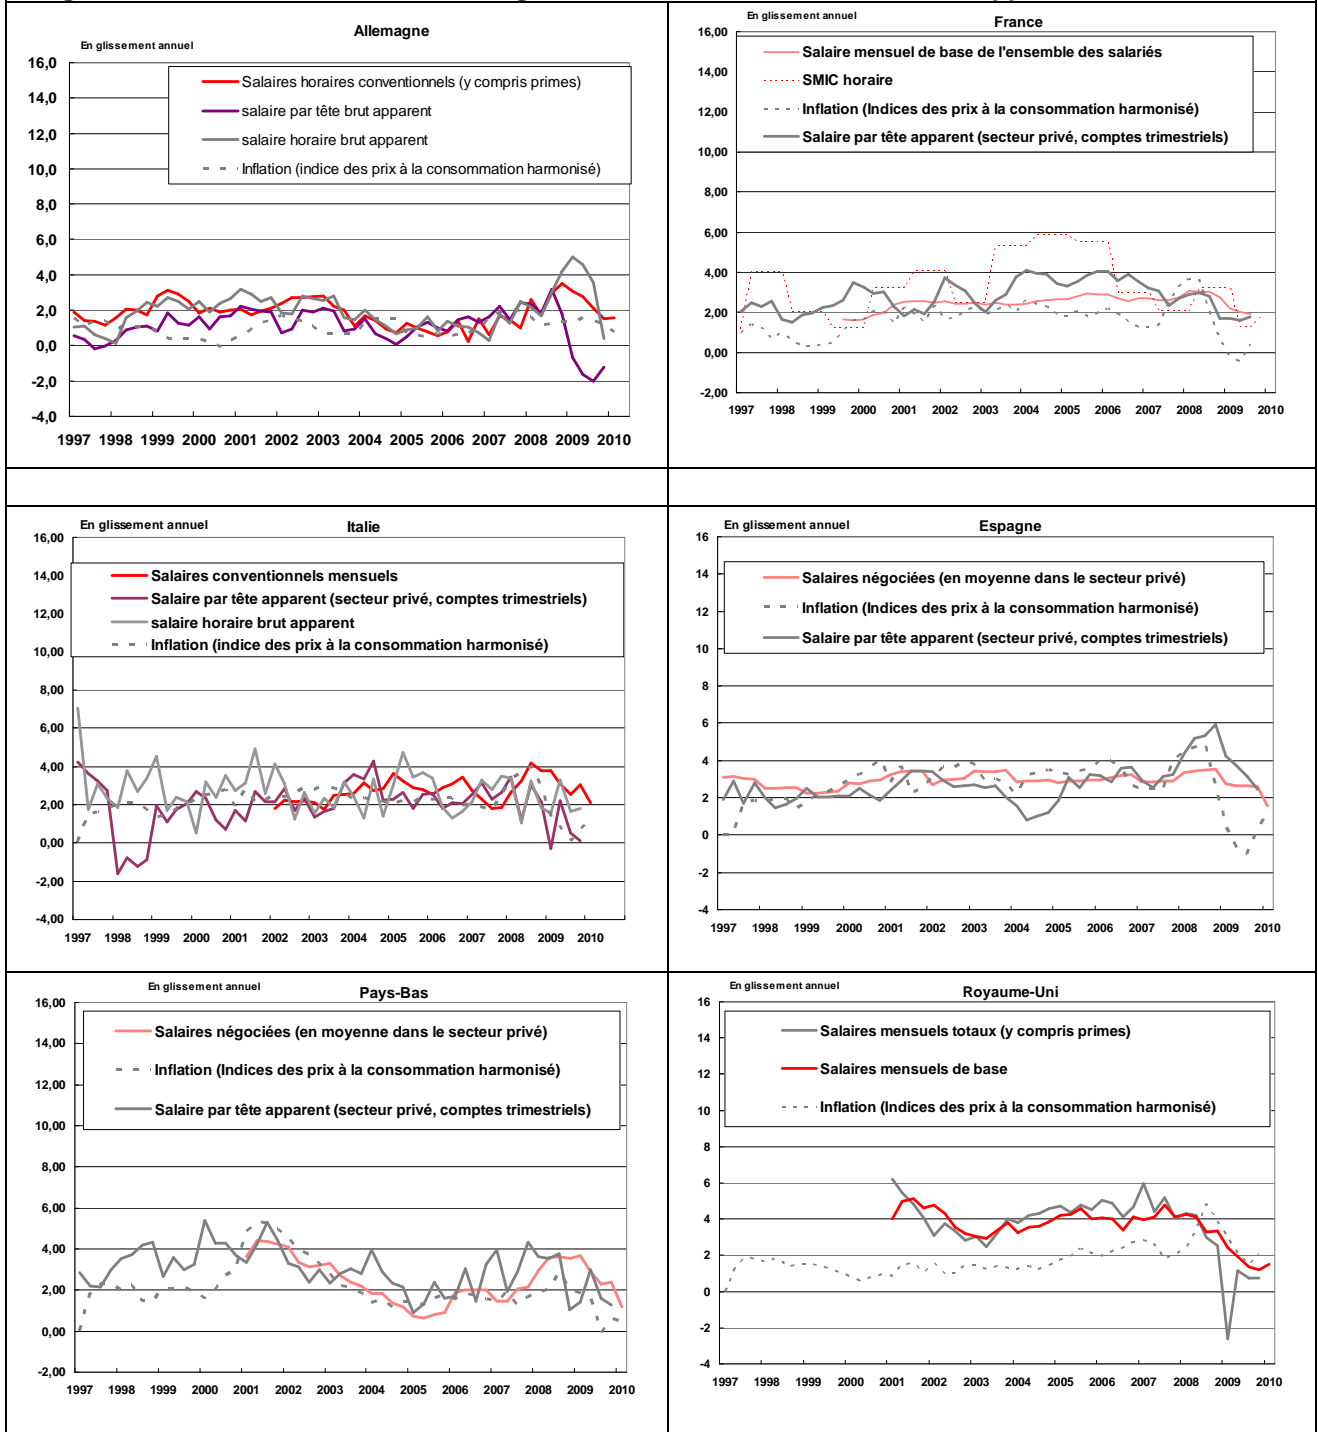 Allemagne
En glissement annuel
16,0
14,0
12,0
10,0
8,0
6,0
4,0
2,0
0,0
-2,0
-4,0
Salaires horaires conventionnels (y compris primes)
salaire par tête brut apparent
salaire horaire brut apparent
Inflation (indice des prix à la consommation harmonisé)
1997 1998 1999 2000 2001 2002 2003 2004 2005 2006 2007 2008 2009 2010
En glissement annuel
France
16,00
14,00
12,00
10,00
8,00
6,00
4,00
2,00
0,00
-2,00
Salaire mensuel de base de l'ensemble des salariés
SMIC horaire
Inflation (Indices des prix à la consommation harmonisé)
Salaire par tête apparent (secteur privé, comptes trimestriels)
1997 1998 1999 2000 2001 2002 2003 2004 2005 2006 2007 2008 2009 2010
En glissement annuel
Italie
16,00
14,00
12,00
10,00
8,00
6,00
4,00
2,00
0,00
-2,00
-4,00
Salaires conventionnels mensuels
Salaire par tête apparent (secteur privé, comptes trimestriels)
salaire horaire brut apparent
Inflation (indice des prix à la consommation harmonisé)
1997 1998 1999 2000 2001 2002 2003 2004 2005 2006 2007 2008 2009 2010
En glissement annuel
Espagne
16
14
12
10
8
6
4
2
0
-2
-4
Salaires négociées (en moyenne dans le secteur privé)
Inflation (Indices des prix à la consommation harmonisé)
Salaire par tête apparent (secteur privé, comptes trimestriels)
1997 1998 1999 2000 2001 2002 2003 2004 2005 2006 2007 2008 2009 2010
En glissement annuel
Pays-Bas
16,00
14,00
12,00
10,00
8,00
6,00
4,00
2,00
0,00
-2,00
Salaires négociées (en moyenne dans le secteur privé)
Inflation (Indices des prix à la consommation harmonisé)
Salaire par tête apparent (secteur privé, comptes trimestriels)
1997 1998 1999 2000 2001 2002 2003 2004 2005 2006 2007 2008 2009 2010
En glissement annuel
Royaume-Uni
16
14
12
10
8
6
4
2
0
-2
-4
Salaires mensuels totaux (y compris primes)
Salaires mensuels de base
Inflation (Indices des prix à la consommation harmonisé)
1997 1998 1999 2000 2001 2002 2003 2004 2005 2006 2007 2008 2009 2010